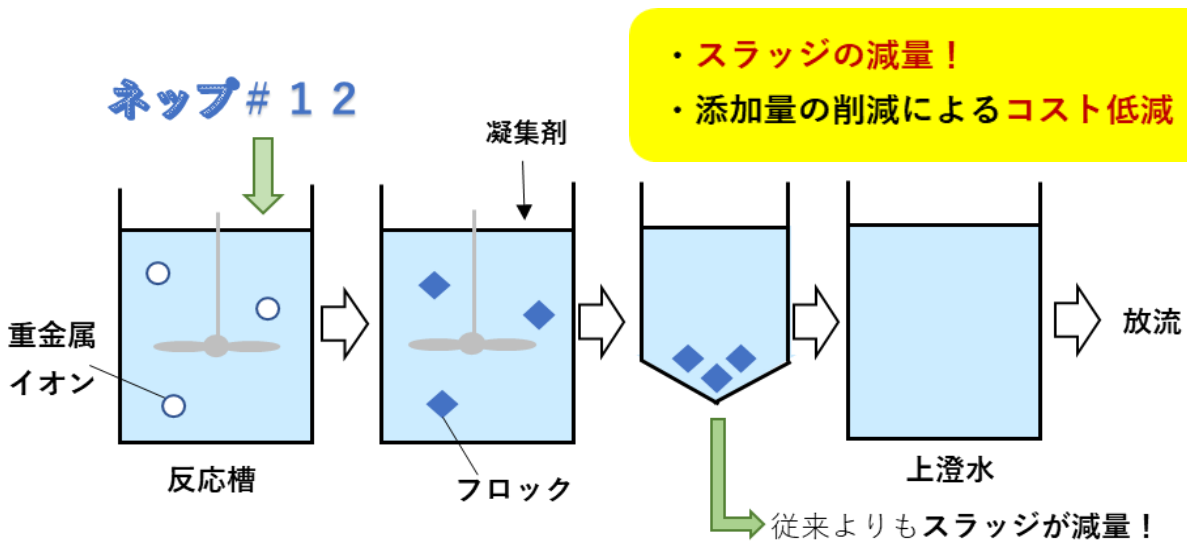 ・スラッジの減量！
・添加量の削減によるコスト低減
ネップ＃１２
凝集剤
重金属
イオン
放流
反応槽
フロック
上澄水
従来よりもスラッジが減量！